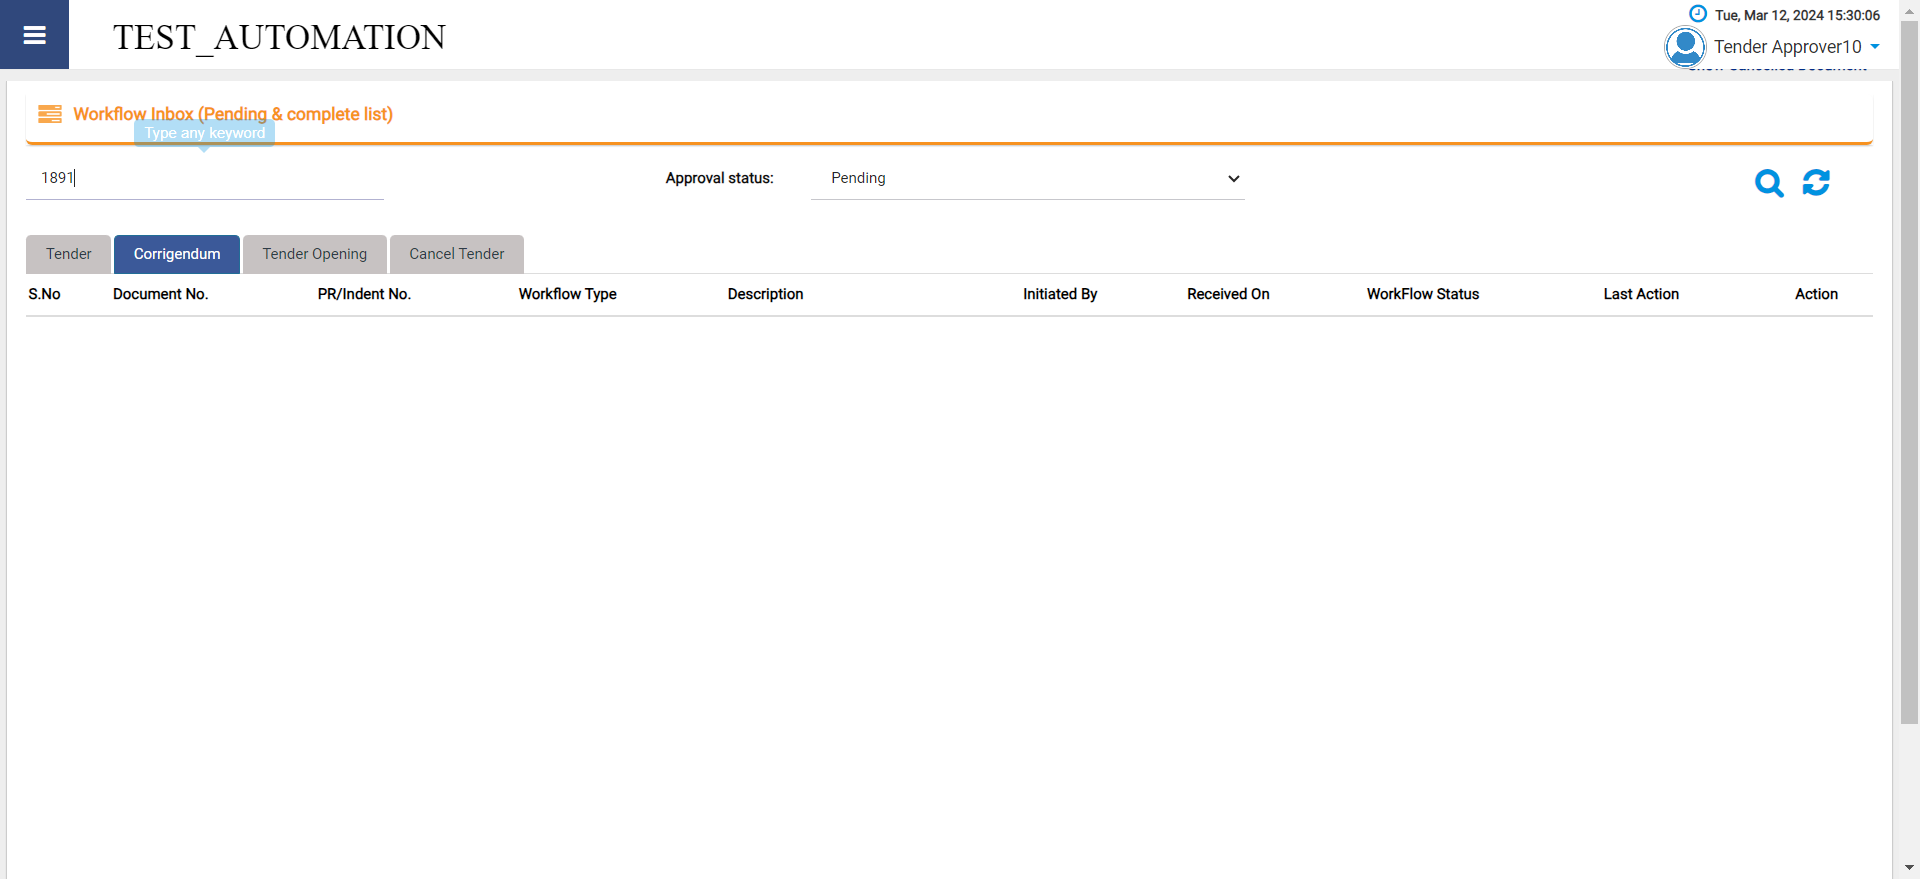 TEST_AUTOMATION
Tue, Mar 12, 2024 15:30:06
Tender Approver10
Workflow Inbox (Pending & complete list)
Type any keyword
1891
Approval status:
Pending
Tender
Corrigendum
Tender Opening
Cancel Tender
S.No Document No. PR/Indent No. Workflow Type Description Initiated By Received On WorkFlow Status Last Action Action